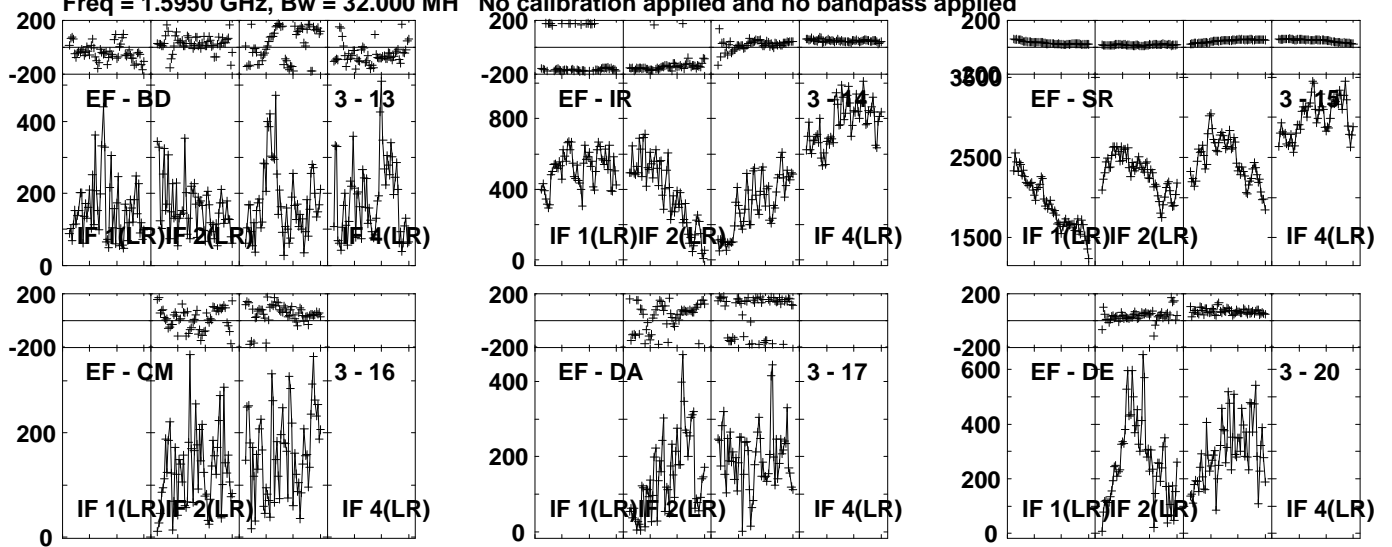 Freq = 1.5950 GHz, Bw = 32.000 MH   No calibration applied and no bandpass applied
200
-200
EF - BD
3 - 13
400
200
0
IF 1(LR)
IF 2(LR)
IF 4(LR)
200
-200
EF - IR
3 - 14
800
400
0
IF 1(LR)
IF 2(LR)
IF 4(LR)
200
EF - SR
3 - 15
2500
1500
IF 1(LR)
IF 2(LR)
IF 4(LR)
200
-200
EF - CM
3 - 16
200
0
IF 1(LR)
IF 2(LR)
IF 4(LR)
200
-200
EF - DA
3 - 17
400
200
0
IF 1(LR)
IF 2(LR)
IF 4(LR)
200
-200
EF - DE
3 - 20
600
400
200
0
IF 1(LR)
IF 2(LR)
IF 4(LR)